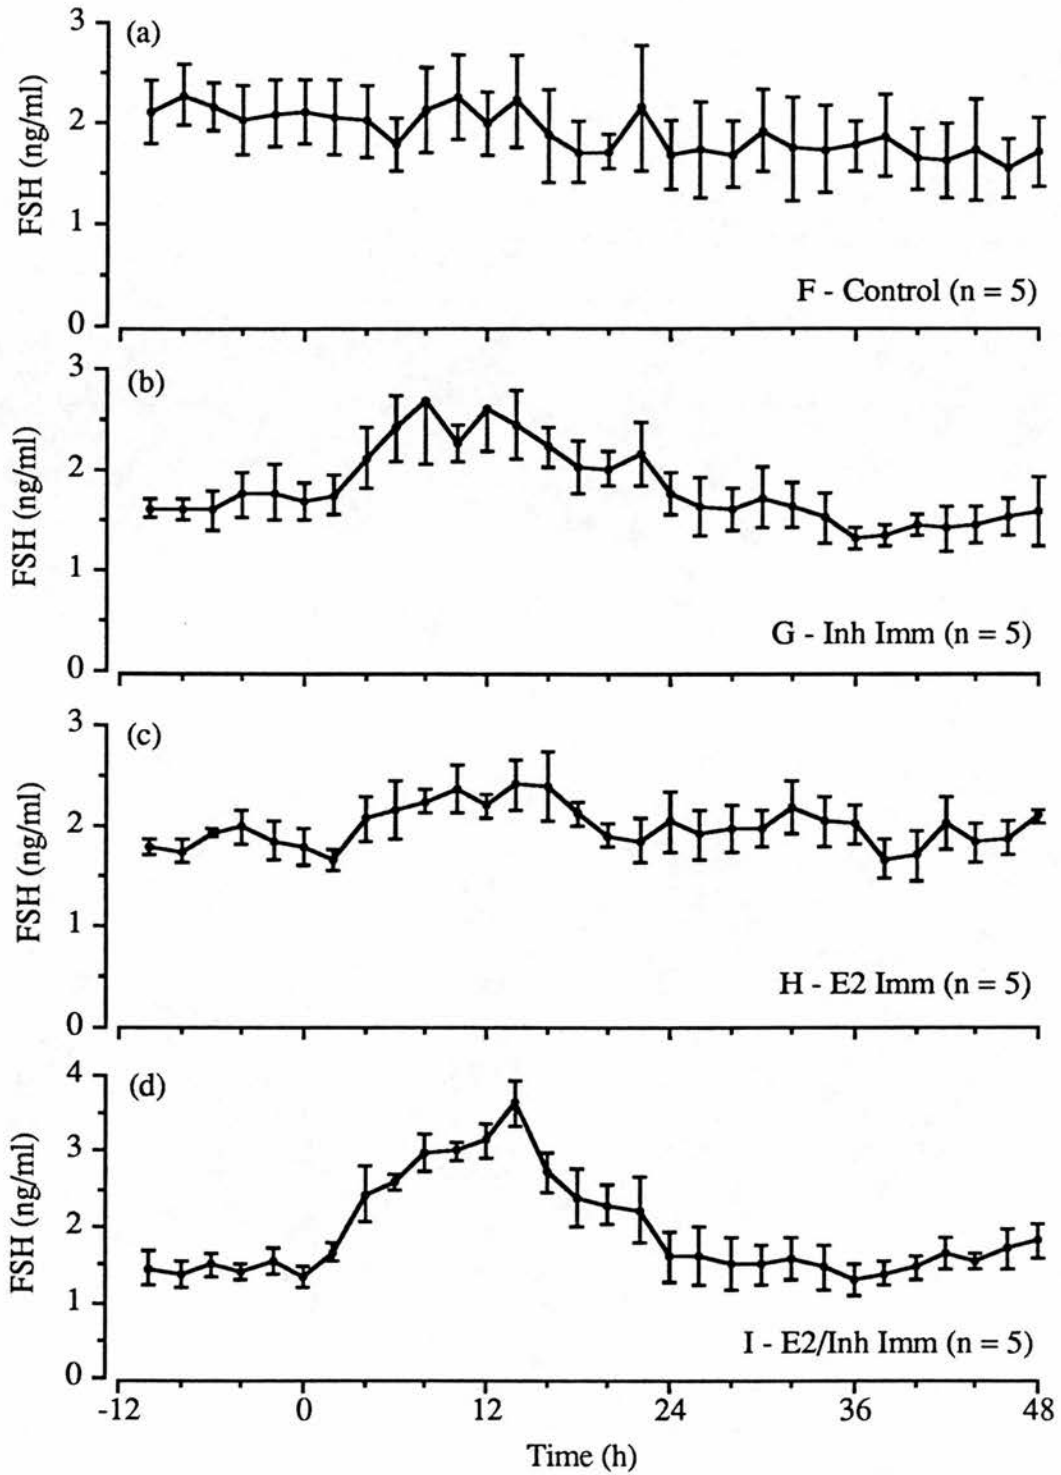 (a)
3
2
1
0
FSH (ng/ml)
F - Control (n = 5)
(b)
3
2
1
0
FSH (ng/ml)
G - Inh Imm (n = 5)
(c)
3
2
1
0
FSH (ng/ml)
H - E2 Imm (n = 5)
(d)
4
3
2
1
0
FSH (ng/ml)
I - E2/Inh Imm (n = 5)
-12 0 12 24 36 48
Time (h)